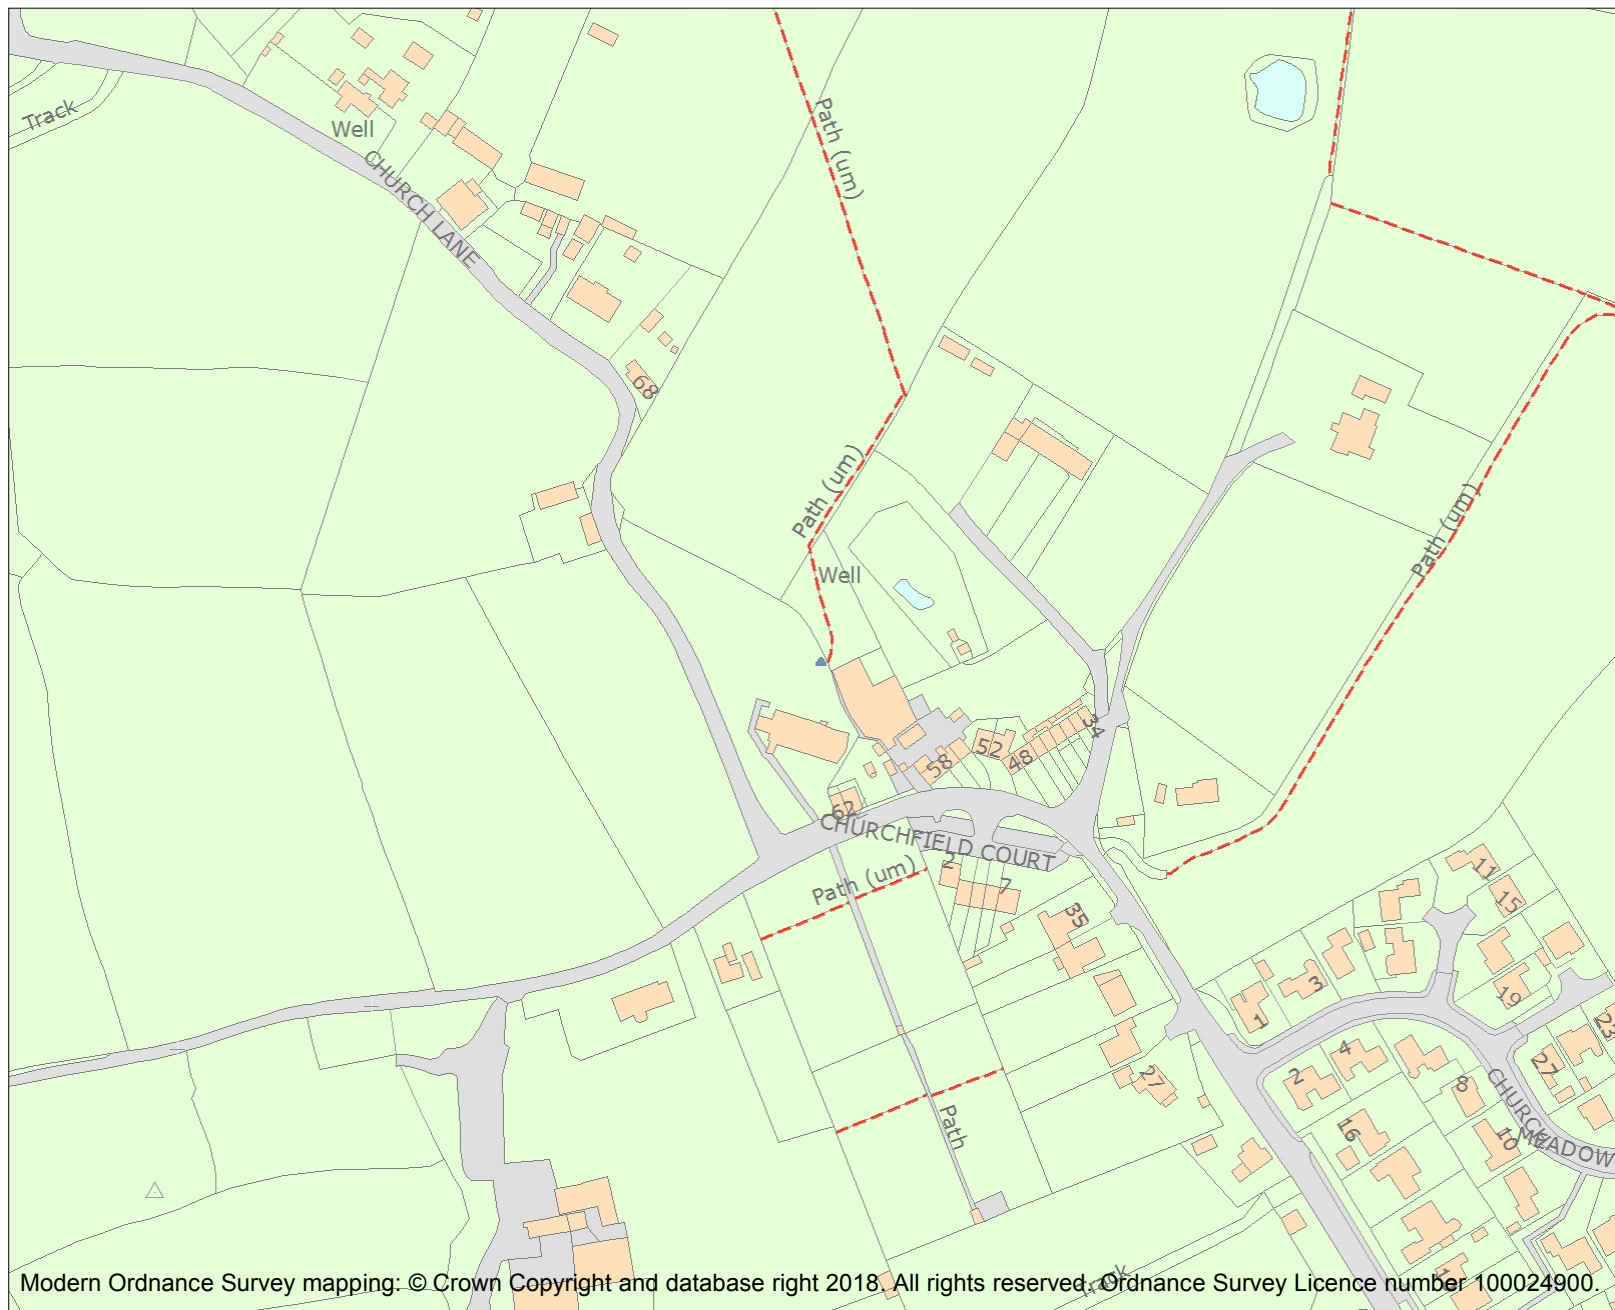 Track
Well
CHURCH LANE
Path (um)
68
Path (um)
Path (um)
Well
34
52
48
58
62
CHURCHFIELD COURT
2
7
Path (um)
35
11
15
19
3
1
23
27
4
2
8
27
CHURCH
MEADOW
16
10
Path
Track
Modern Ordnance Survey mapping: © Crown Copyright and database right 2018. All rights reserved. Ordnance Survey Licence number 100024900.